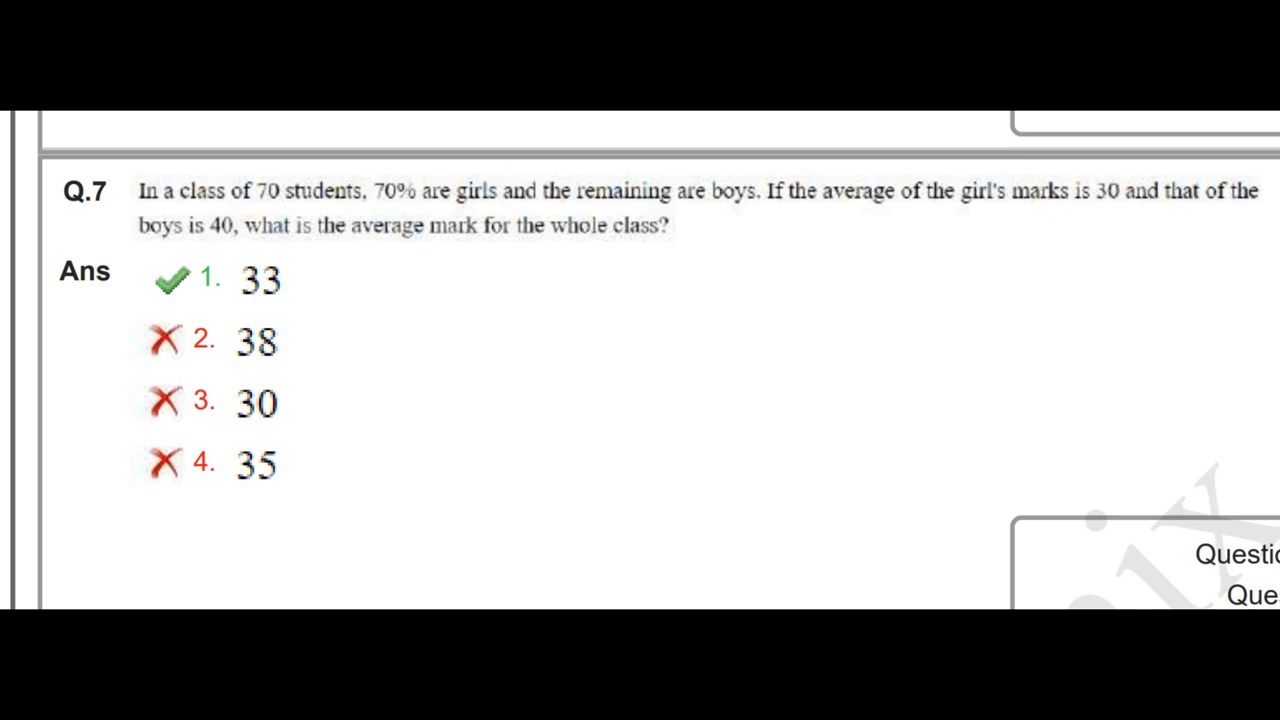 Q.7 In a class of 70 students, 70% are girls and the remaining are boys. If the average of the girl's marks is 30 and that of the
boys is 40, what is the average mark for the whole class?
Ans 1. 33
2. 38
3. 30
4. 35